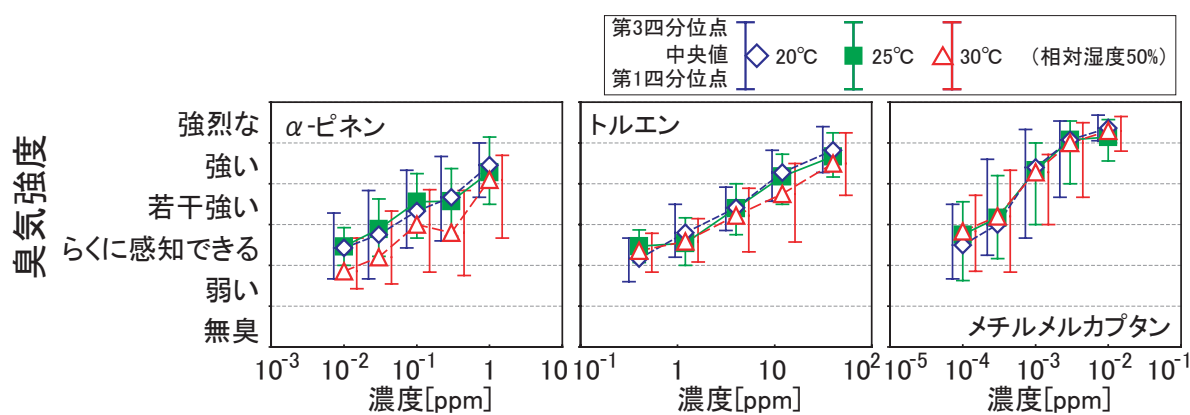 第3四分位点
中央値 20℃ 25℃ 30℃ (相対湿度50%)
第1四分位点
臭気強度
強烈な
強い
若干強い
らくに感知できる
弱い
無臭
α-ピネン
トルエン
メチルメルカプタン
10-3 10-2 10-1 1 10
1 10 102
10-5 10-4 10-3 10-2 10-1
濃度[ppm] 濃度[ppm] 濃度[ppm]